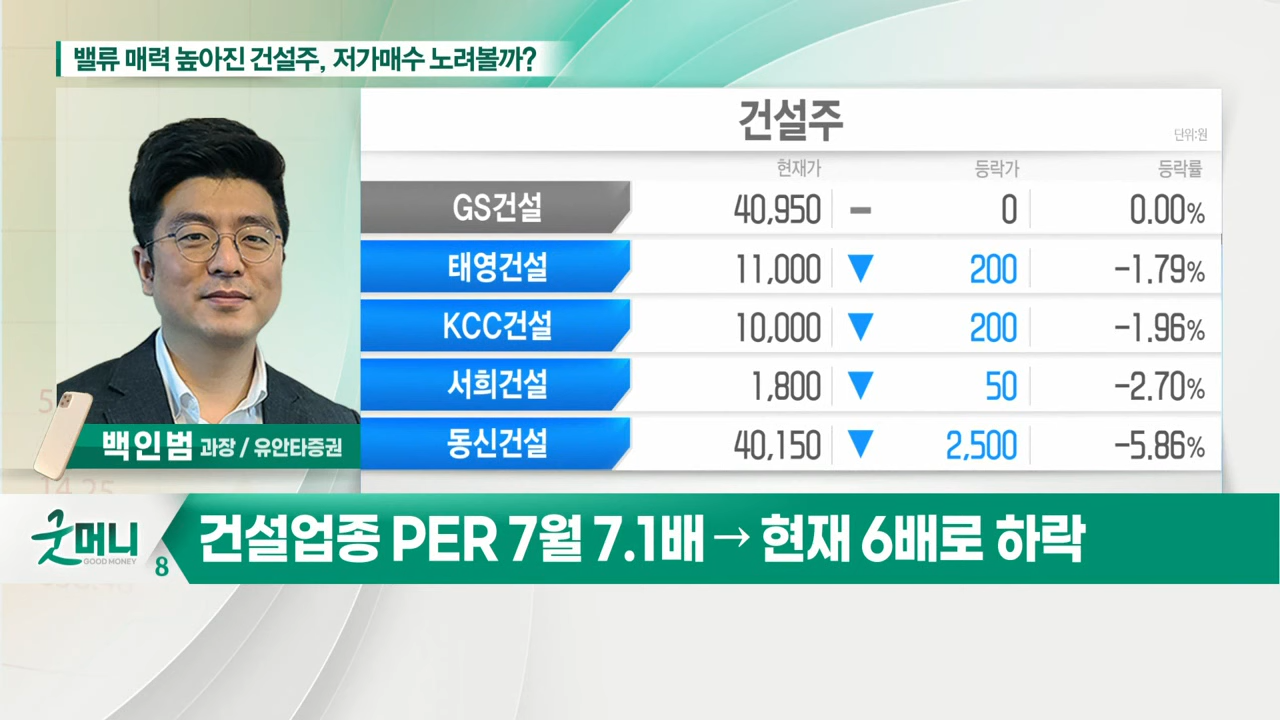 밸류 매력 높아진 건설주, 저가매수 노려볼까?
건설주
단위:원
현재가 등락가 등락률
GS건설 40,950 - 0 0.00%
태영건설 11,000 ▼ 200 -1.79%
KCC건설 10,000 ▼ 200 -1.96%
서희건설 1,800 ▼ 50 -2.70%
동신건설 40,150 ▼ 2,500 -5.86%
백인범 과장 / 유안타증권
굿머니
GOOD MONEY
8
건설업종 PER 7월 7.1배→현재 6배로 하락